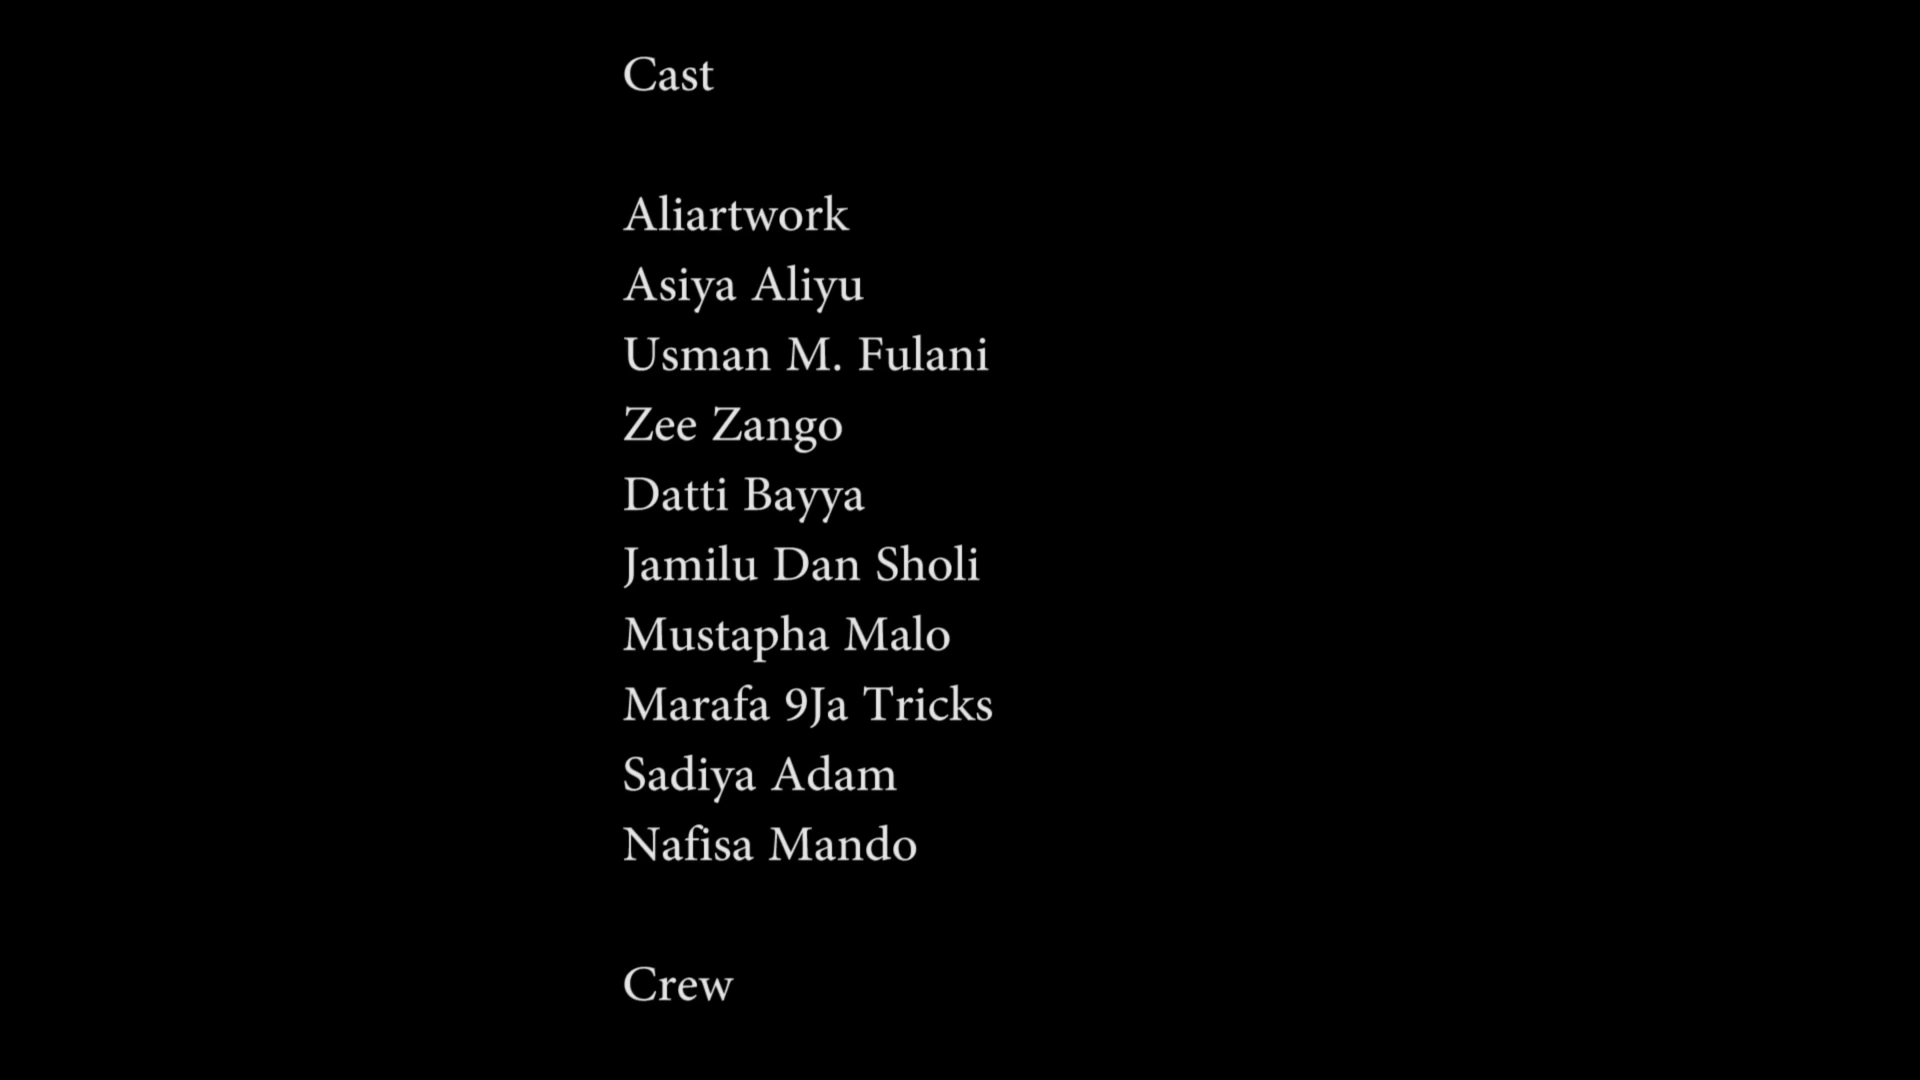 Cast
Aliartwork
Asiya Aliyu
Usman M. Fulani
Zee Zango
Datti Bayya
Jamilu Dan Sholi
Mustapha Malo
Marafa 9Ja Tricks
Sadiya Adam
Nafisa Mando
Crew